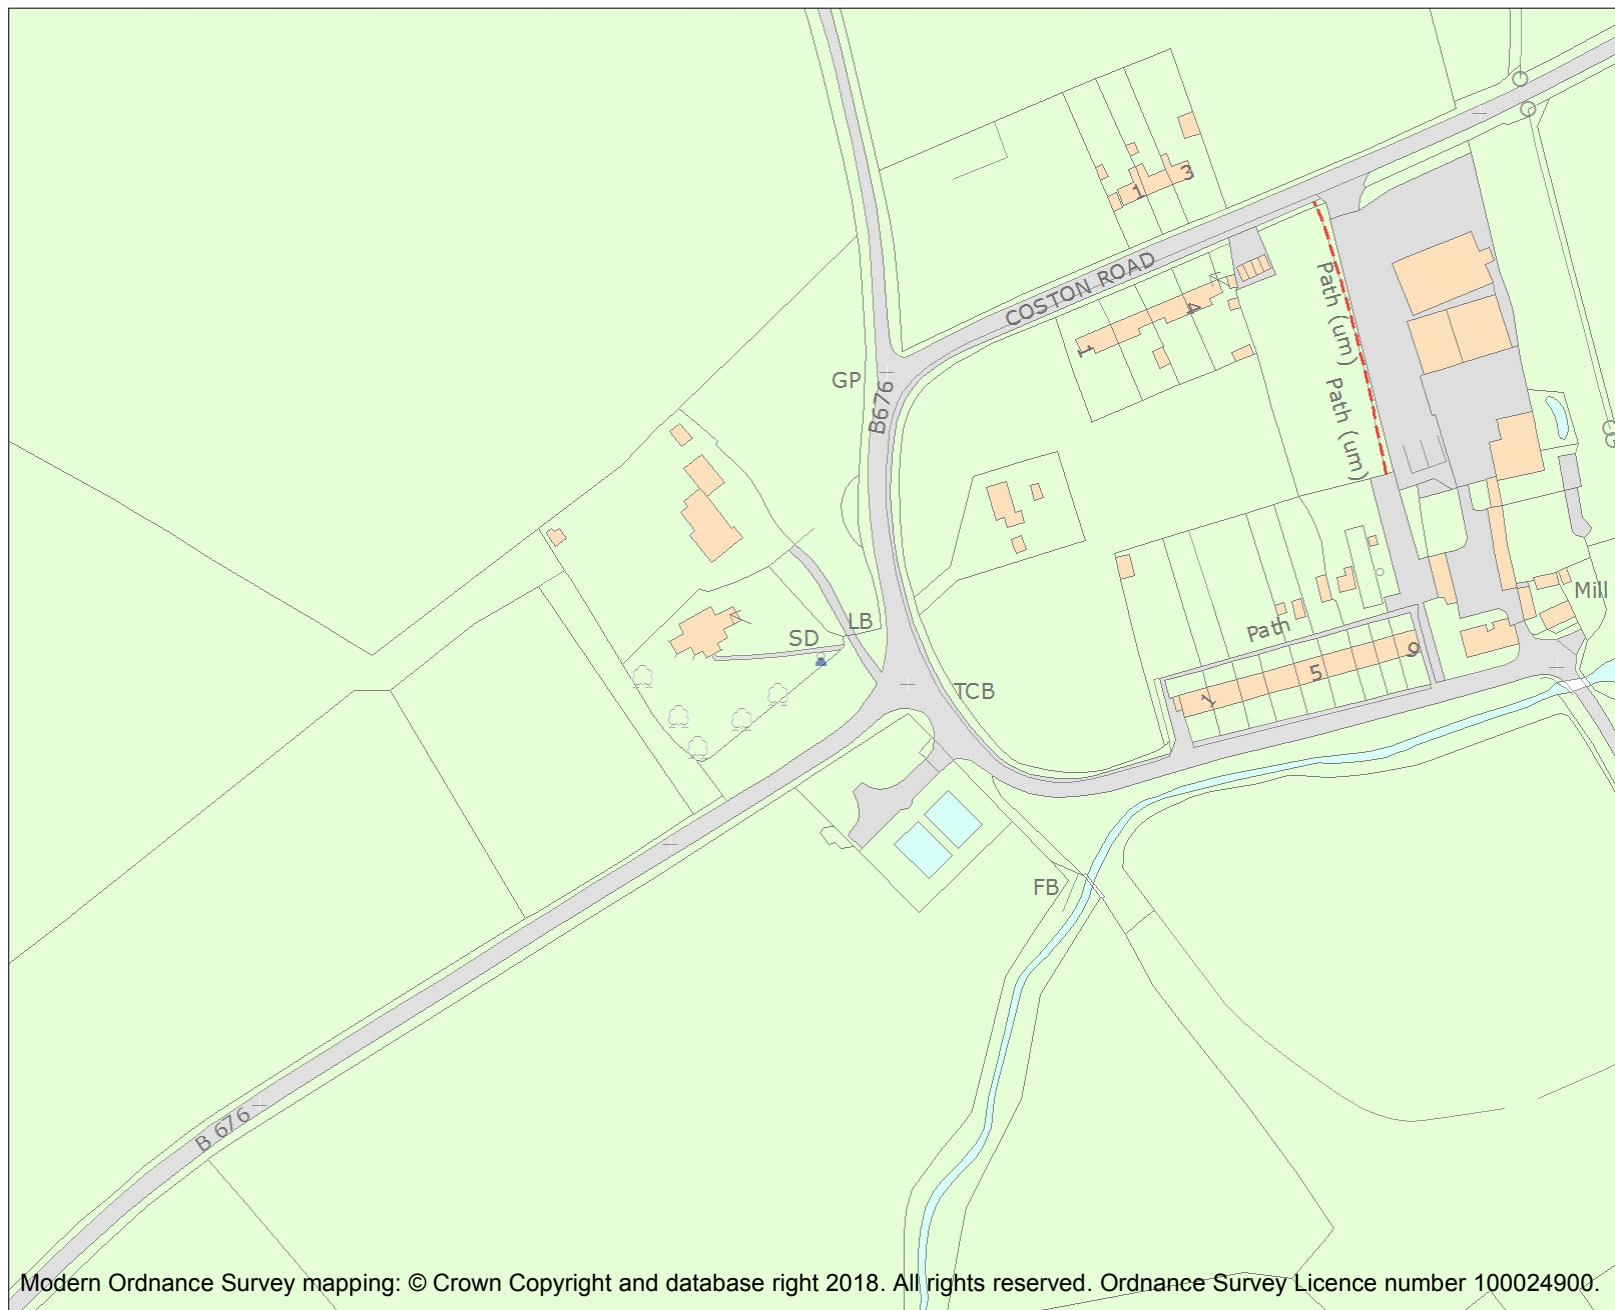 3
1
COSTON ROAD
4
1
Path (um)
Path (um)
GP
B676
Mill
LB
SD
Path
9
5
1
TCB
FB
B 676
Modern Ordnance Survey mapping: © Crown Copyright and database right 2018. All rights reserved. Ordnance Survey Licence number 100024900.